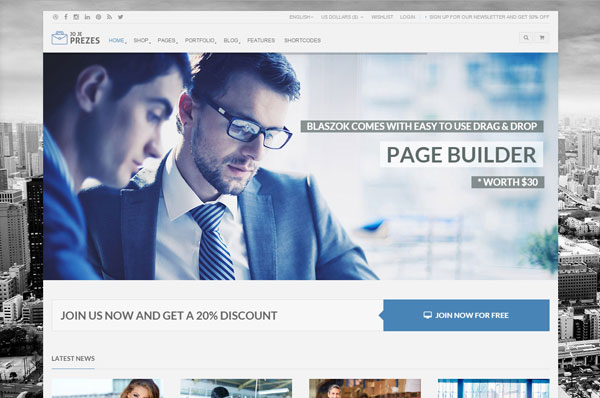 ENGLISH
US DOLLARS ($)
WISHLIST
LOGIN
SIGN UP FOR OUR NEWSLETTER AND GET 50% OFF
JO JE
PREZES
HOME
SHOP
PAGES
PORTFOLIO
BLOG
FEATURES
SHORTCODES
BLASZOK COMES WITH EASY TO USE DRAG & DROP
PAGE BUILDER
* WORTH $30
JOIN US NOW AND GET A 20% DISCOUNT
JOIN NOW FOR FREE
LATEST NEWS